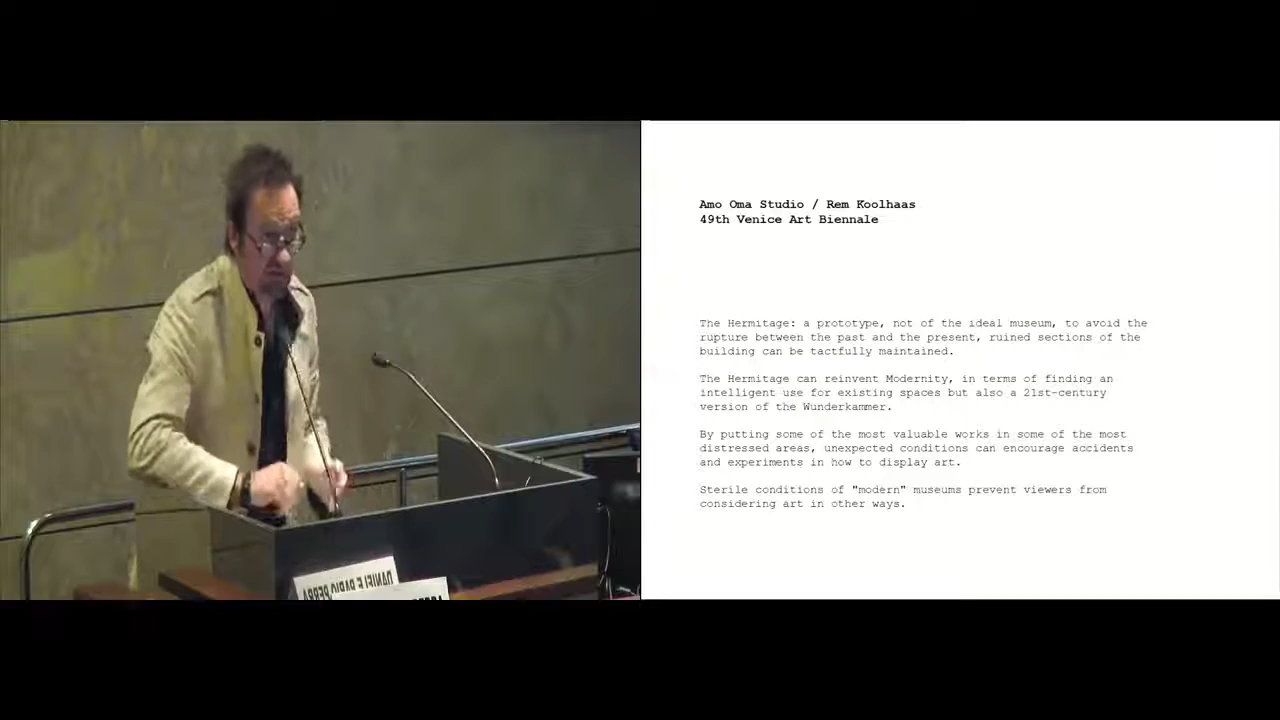 Amo Oma Studio / Rem Koolhaas
49th Venice Art Biennale
The Hermitage: a prototype, not of the ideal museum, to avoid the
rupture between the past and the present, ruined sections of the
building can be tactfully maintained.
The Hermitage can reinvent Modernity, in terms of finding an
intelligent use for existing spaces but also a 21st-century
version of the Wunderkammer.
By putting some of the most valuable works in some of the most
distressed areas, unexpected conditions can encourage accidents
and experiments in how to display art.
Sterile conditions of "modern" museums prevent viewers from
considering art in other ways.
DANIELE DARIO PERRA